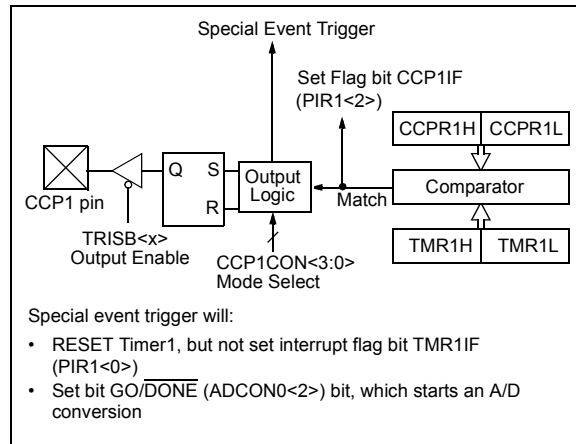 Special Event Trigger
Set Flag bit CCP1IF
(PIR1<2>)
CCPR1H CCPR1L
Q S
R
Output
Logic
Match
Comparator
CCP1 pin
TRISB<x>
Output Enable
CCP1CON<3:0>
Mode Select
TMR1H TMR1L
Special event trigger will:
• RESET Timer1, but not set interrupt flag bit TMR1IF
(PIR1<0>)
• Set bit GO/DONE (ADCON0<2>) bit, which starts an A/D
conversion